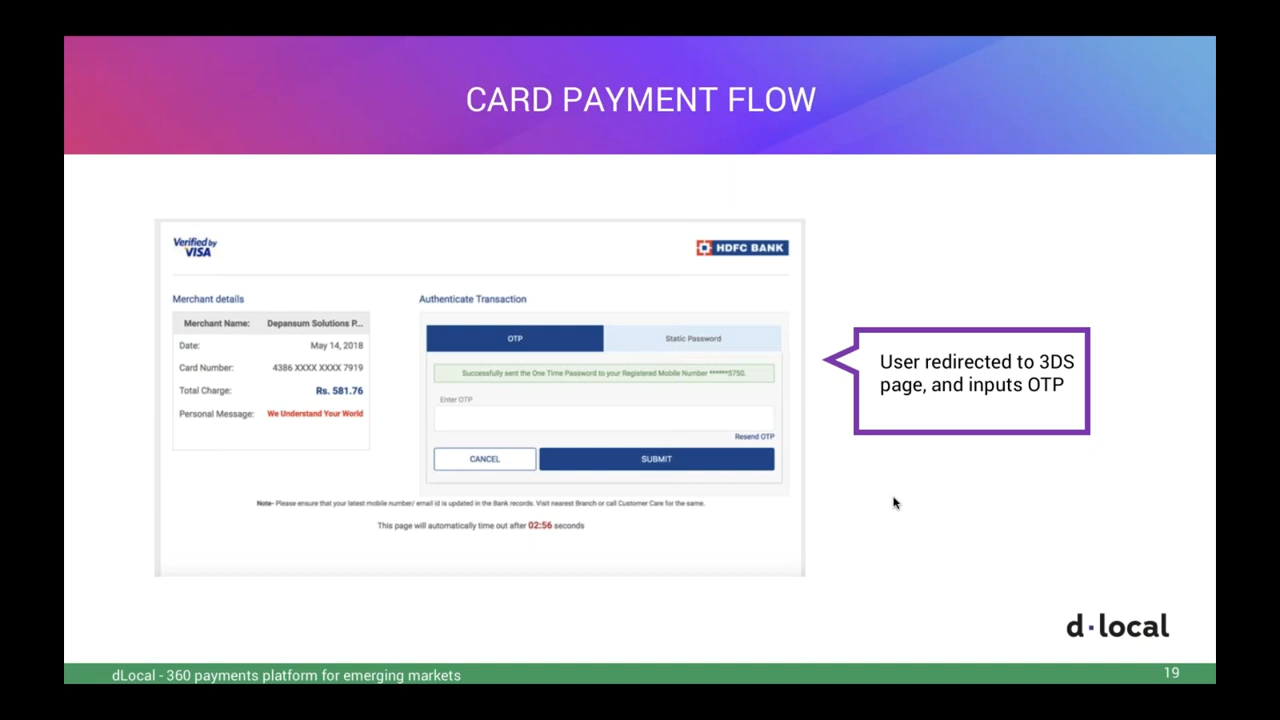 CARD PAYMENT FLOW
Verified by
VISA
HDFC BANK
Merchant details
Merchant Name: Depansum Solutions P...
Date: May 14, 2018
Card Number: 4386 XXXX XXXX 7919
Total Charge: Rs. 581.76
Personal Message: We Understand Your World
Authenticate Transaction
OTP
Static Password
Successfully sent the One Time Password to your Registered Mobile Number ******5750.
Enter OTP
Resend OTP
CANCEL
SUBMIT
Note- Please ensure that your latest mobile number/ email id is updated in the Bank records. Visit nearest Branch or call Customer Care for the same.
This page will automatically time out after 02:56 seconds
User redirected to 3DS
page, and inputs OTP
d·local
dLocal - 360 payments platform for emerging markets
19